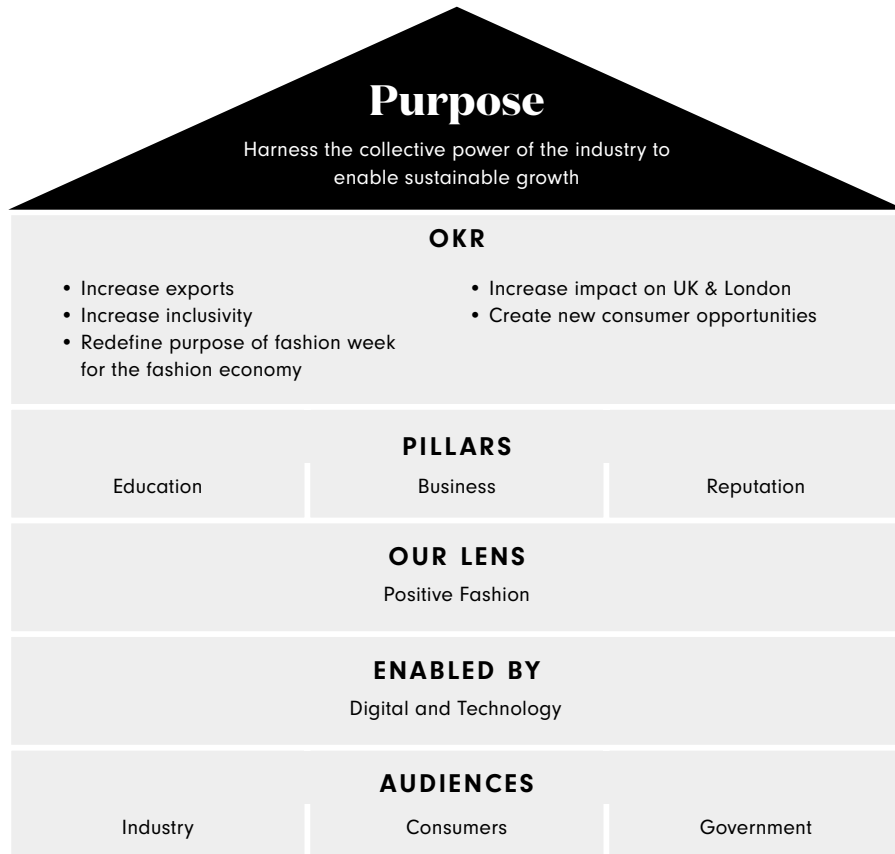 Purpose
Harness the collective power of the industry to
enable sustainable growth
OKR
• Increase exports
• Increase inclusivity
• Redefine purpose of fashion week
for the fashion economy
• Increase impact on UK & London
• Create new consumer opportunities
PILLARS
Education
Business
Reputation
OUR LENS
Positive Fashion
ENABLED BY
Digital and Technology
AUDIENCES
Industry
Consumers
Government